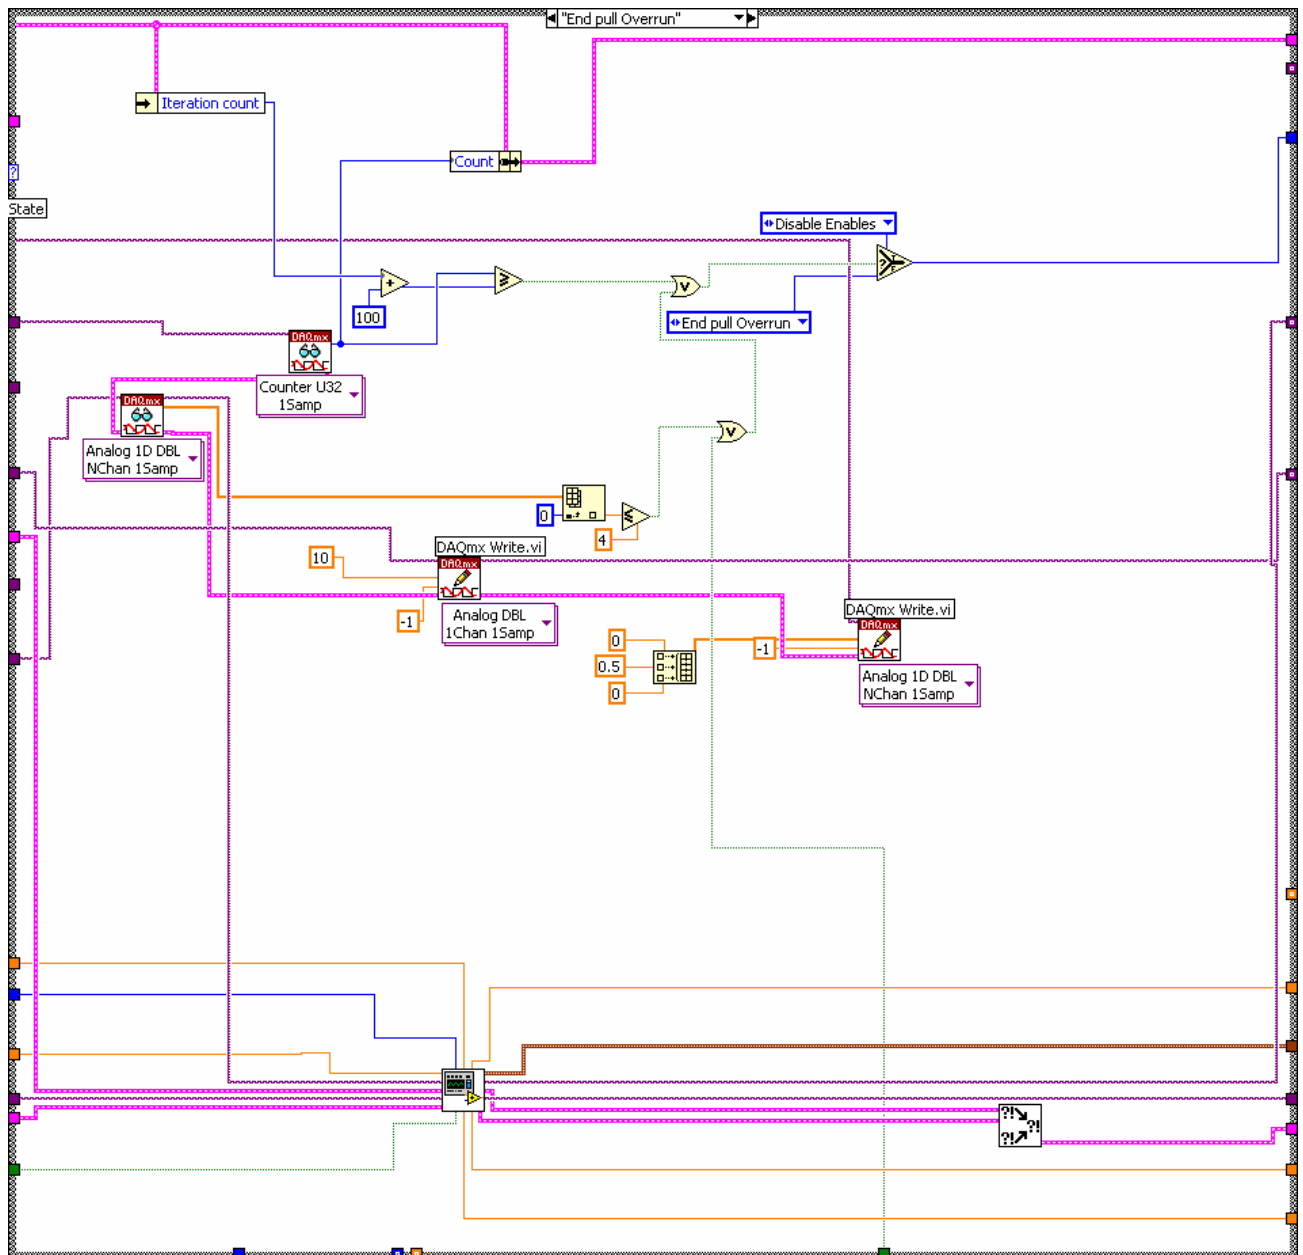 "End pull Overrun"
Iteration count
Count
?
State
Disable Enables
?
F
+
≥
V
100
End pull Overrun
DAQmx
Counter U32
1Samp
DAQmx
Analog 1D DBL
NChan 1Samp
V
0
≤
4
DAQmx Write.vi
DAQmx
10
-1
Analog DBL
1Chan 1Samp
DAQmx Write.vi
DAQmx
0
-1
0.5
0
Analog 1D DBL
NChan 1Samp
?!
?!
?!